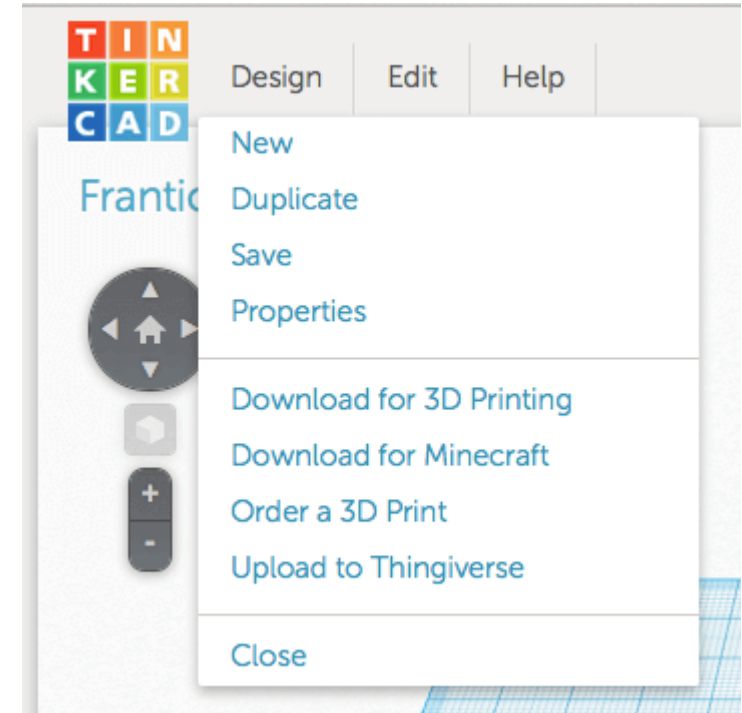 TIN
KER
CAD
Design Edit Help
New
Duplicate
Save
Properties
Download for 3D Printing
Download for Minecraft
Order a 3D Print
Upload to Thingiverse
Close
+
-